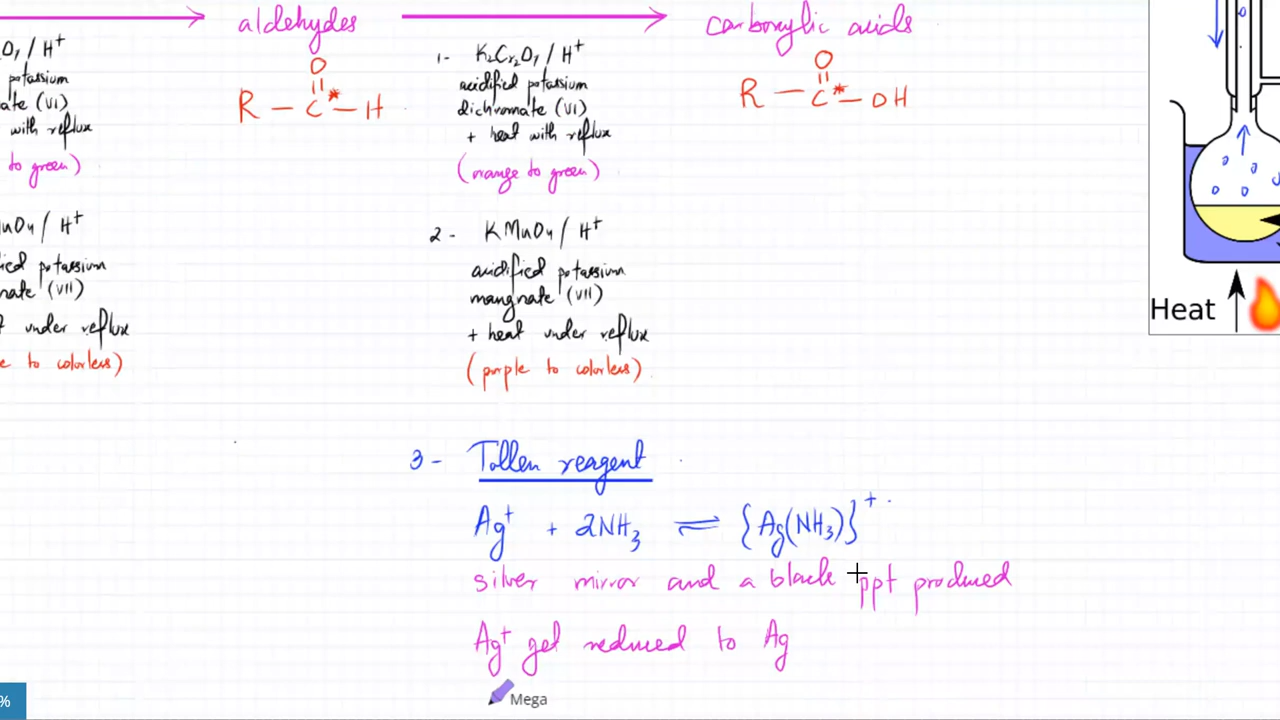 aldehydes
carboxylic acids
O
R — C* — H
O
R — C* — OH
O7 / H+
potassium
ate (VI)
with reflux
to green)
nO4 / H+
ied potassium
nate (VII)
under reflux
e to colorless)
1- K2Cr2O7 / H+
acidified potassium
dichromate (VI)
+ heat with reflux
(orange to green)
2- KMnO4 / H+
acidified potassium
mangnate (VII)
+ heat under reflux
(purple to colorless)
3- Tollen reagent
Ag+ + 2NH3 ⇌ {Ag(NH3)}+
silver mirror and a black ppt produced
Ag+ get reduced to Ag
Heat
Mega
%